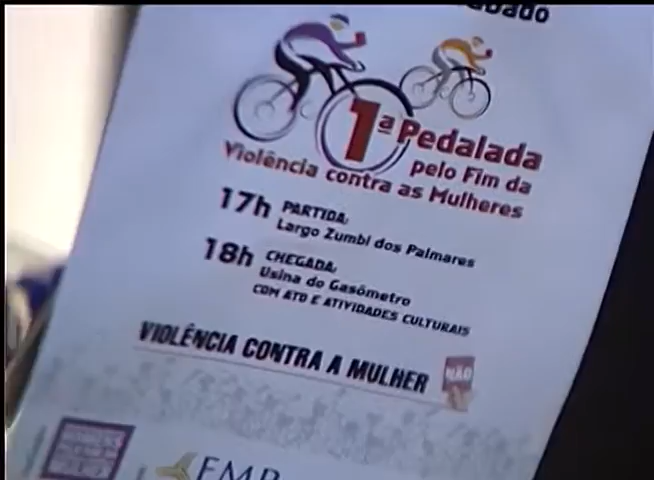 1ª Pedalada
pelo Fim da
Violência contra as Mulheres
17h PARTIDA:
Largo Zumbi dos Palmares
18h CHEGADA:
Usina do Gasômetro
COM ATO E ATIVIDADES CULTURAIS
VIOLÊNCIA CONTRA A MULHER
NÃO